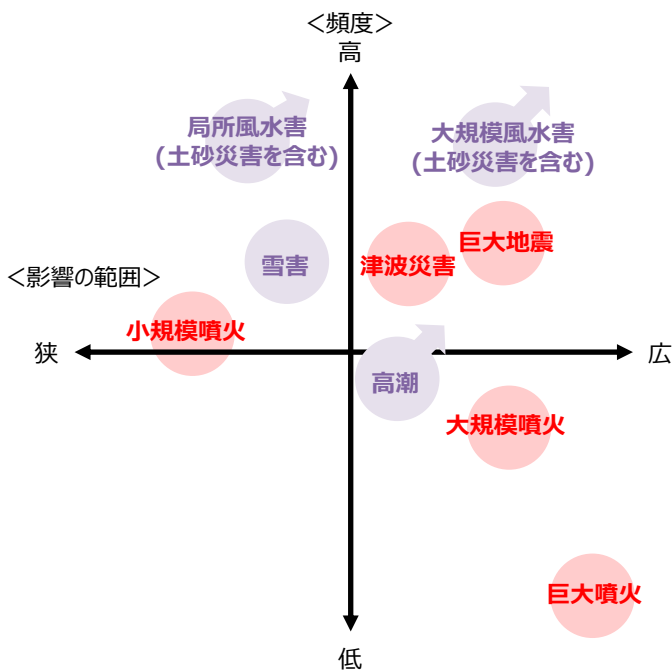 <頻度>
高
局所風水害
(土砂災害を含む)
大規模風水害
(土砂災害を含む)
巨大地震
雪害
津波災害
<影響の範囲>
小規模噴火
狭
広
高潮
大規模噴火
巨大噴火
低